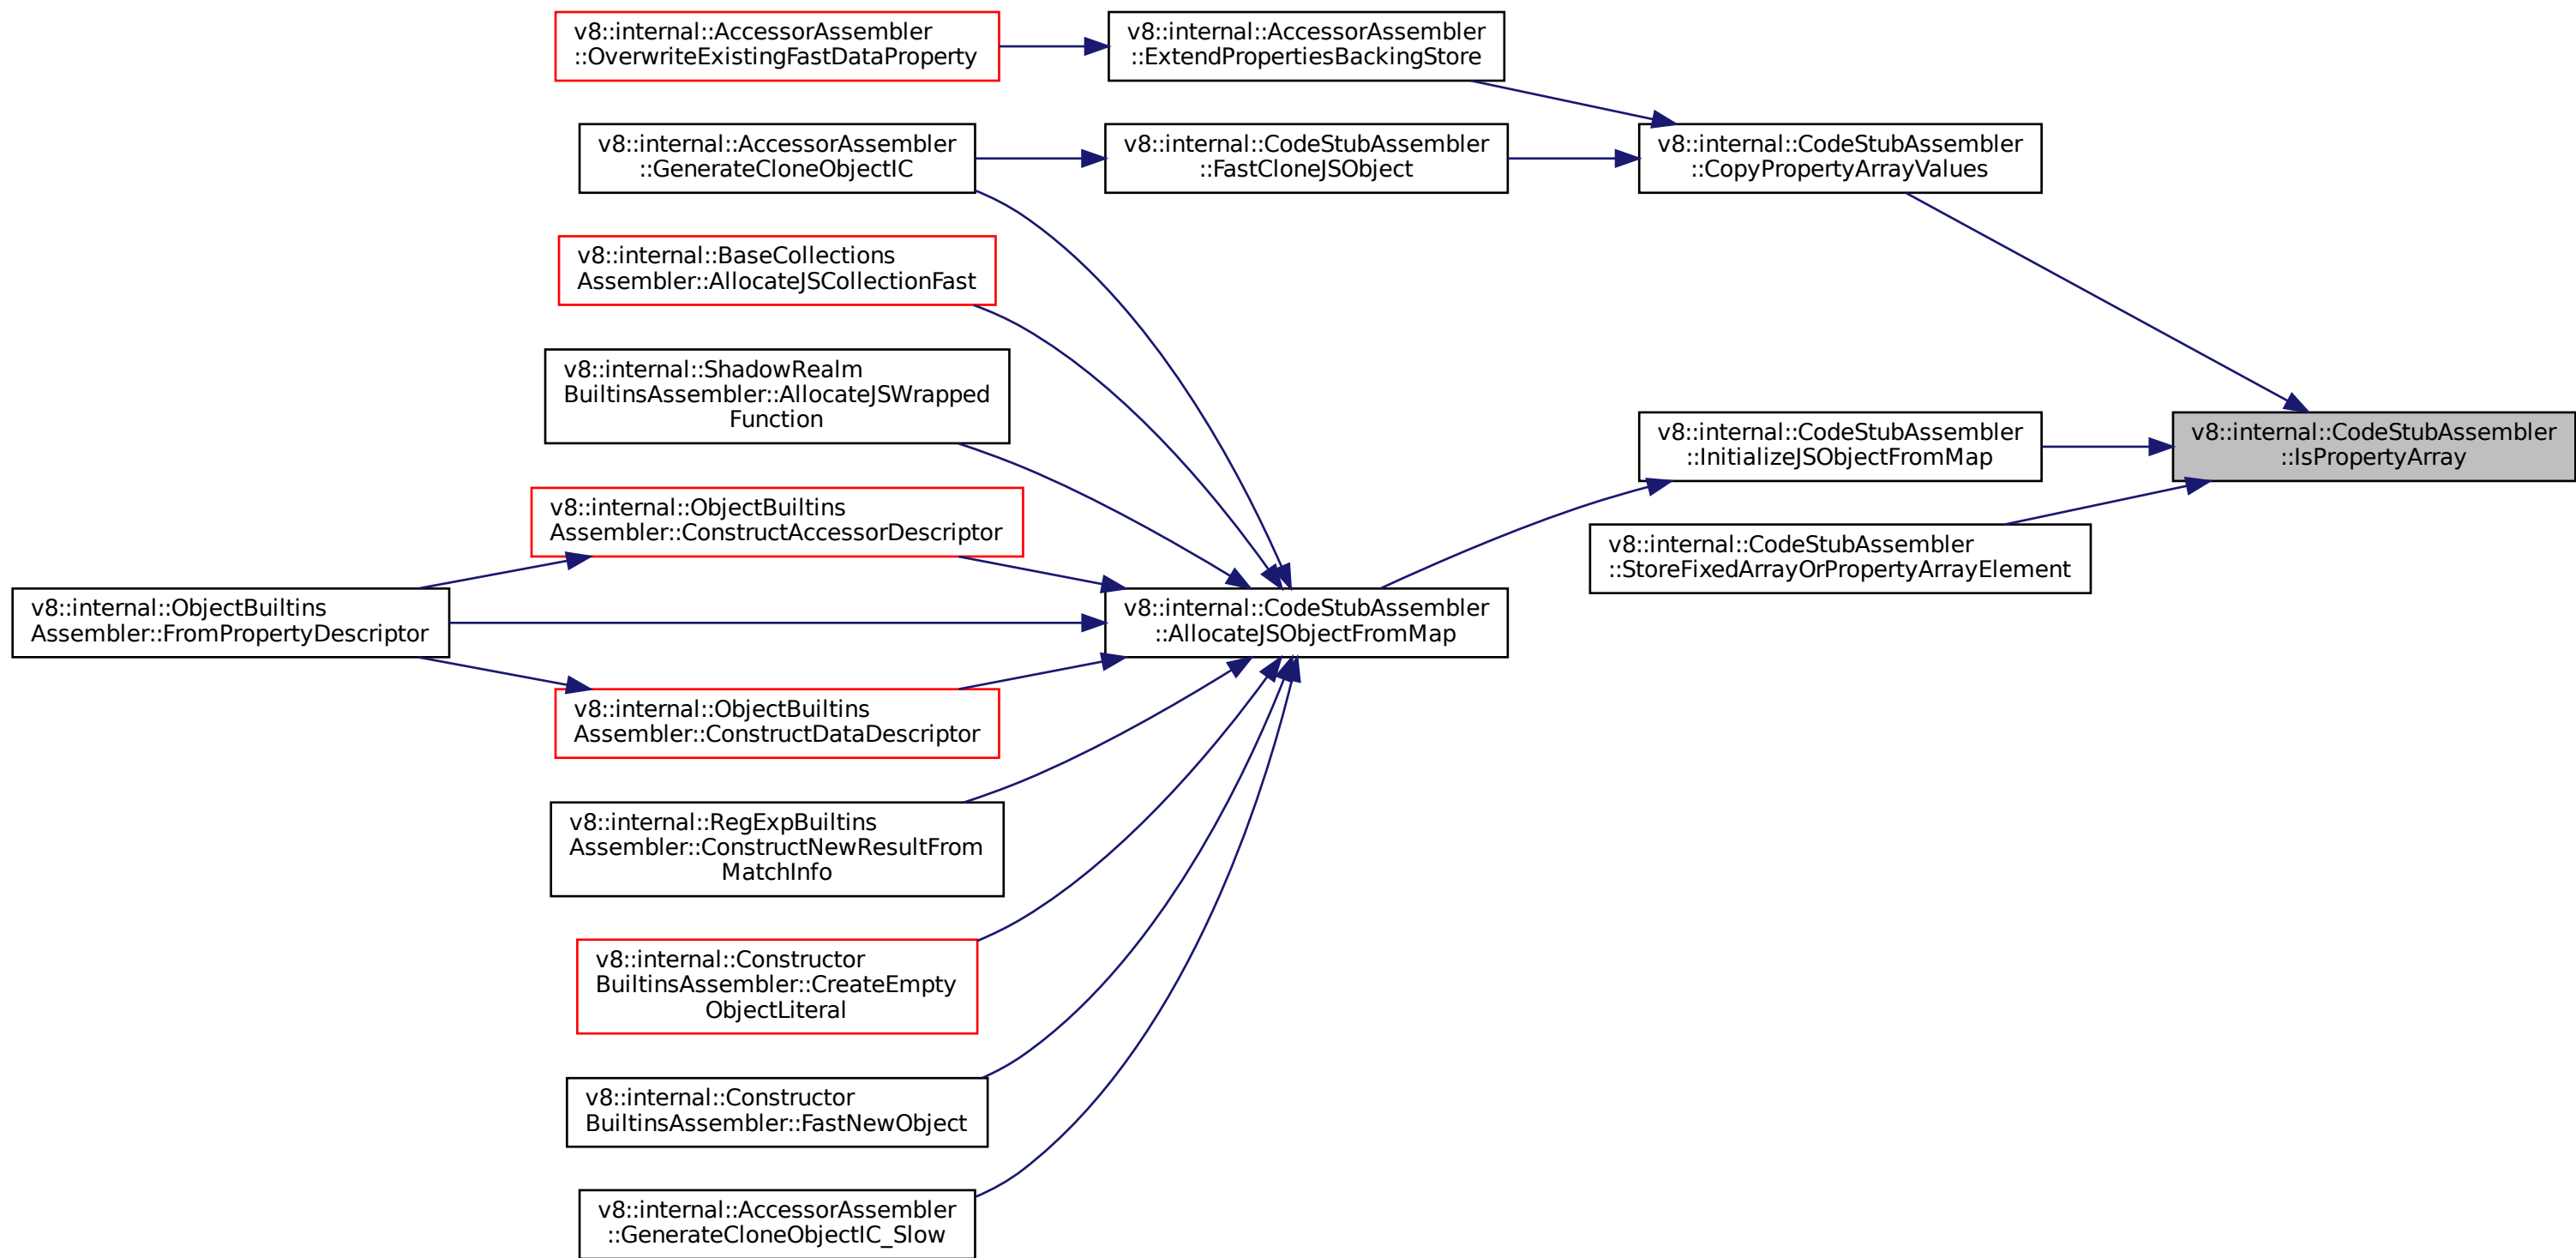 v8::internal::AccessorAssembler
::OverwriteExistingFastDataProperty
v8::internal::AccessorAssembler
::ExtendPropertiesBackingStore
v8::internal::AccessorAssembler
::GenerateCloneObjectIC
v8::internal::CodeStubAssembler
::FastCloneJSObject
v8::internal::CodeStubAssembler
::CopyPropertyArrayValues
v8::internal::BaseCollections
Assembler::AllocateJSCollectionFast
v8::internal::ShadowRealm
BuiltinsAssembler::AllocateJSWrapped
Function
v8::internal::CodeStubAssembler
::InitializeJSObjectFromMap
v8::internal::CodeStubAssembler
::IsPropertyArray
v8::internal::ObjectBuiltins
Assembler::ConstructAccessorDescriptor
v8::internal::CodeStubAssembler
::StoreFixedArrayOrPropertyArrayElement
v8::internal::ObjectBuiltins
Assembler::FromPropertyDescriptor
v8::internal::CodeStubAssembler
::AllocateJSObjectFromMap
v8::internal::ObjectBuiltins
Assembler::ConstructDataDescriptor
v8::internal::RegExpBuiltins
Assembler::ConstructNewResultFrom
MatchInfo
v8::internal::Constructor
BuiltinsAssembler::CreateEmpty
ObjectLiteral
v8::internal::Constructor
BuiltinsAssembler::FastNewObject
v8::internal::AccessorAssembler
::GenerateCloneObjectIC_Slow